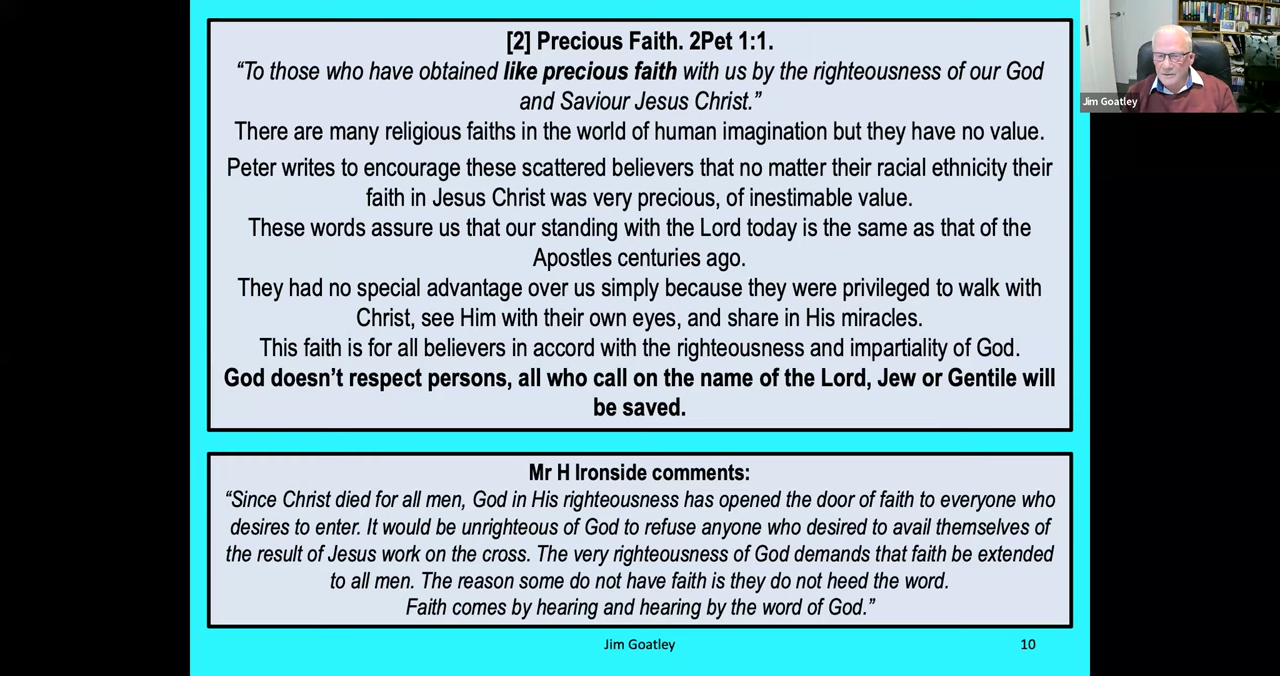 [2] Precious Faith. 2Pet 1:1.
“To those who have obtained like precious faith with us by the righteousness of our God
and Saviour Jesus Christ.”
There are many religious faiths in the world of human imagination but they have no value.
Peter writes to encourage these scattered believers that no matter their racial ethnicity their
faith in Jesus Christ was very precious, of inestimable value.
These words assure us that our standing with the Lord today is the same as that of the
Apostles centuries ago.
They had no special advantage over us simply because they were privileged to walk with
Christ, see Him with their own eyes, and share in His miracles.
This faith is for all believers in accord with the righteousness and impartiality of God.
God doesn’t respect persons, all who call on the name of the Lord, Jew or Gentile will
be saved.
Mr H Ironside comments:
“Since Christ died for all men, God in His righteousness has opened the door of faith to everyone who
desires to enter. It would be unrighteous of God to refuse anyone who desired to avail themselves of
the result of Jesus work on the cross. The very righteousness of God demands that faith be extended
to all men. The reason some do not have faith is they do not heed the word.
Faith comes by hearing and hearing by the word of God.”
Jim Goatley
10
Jim Goatley